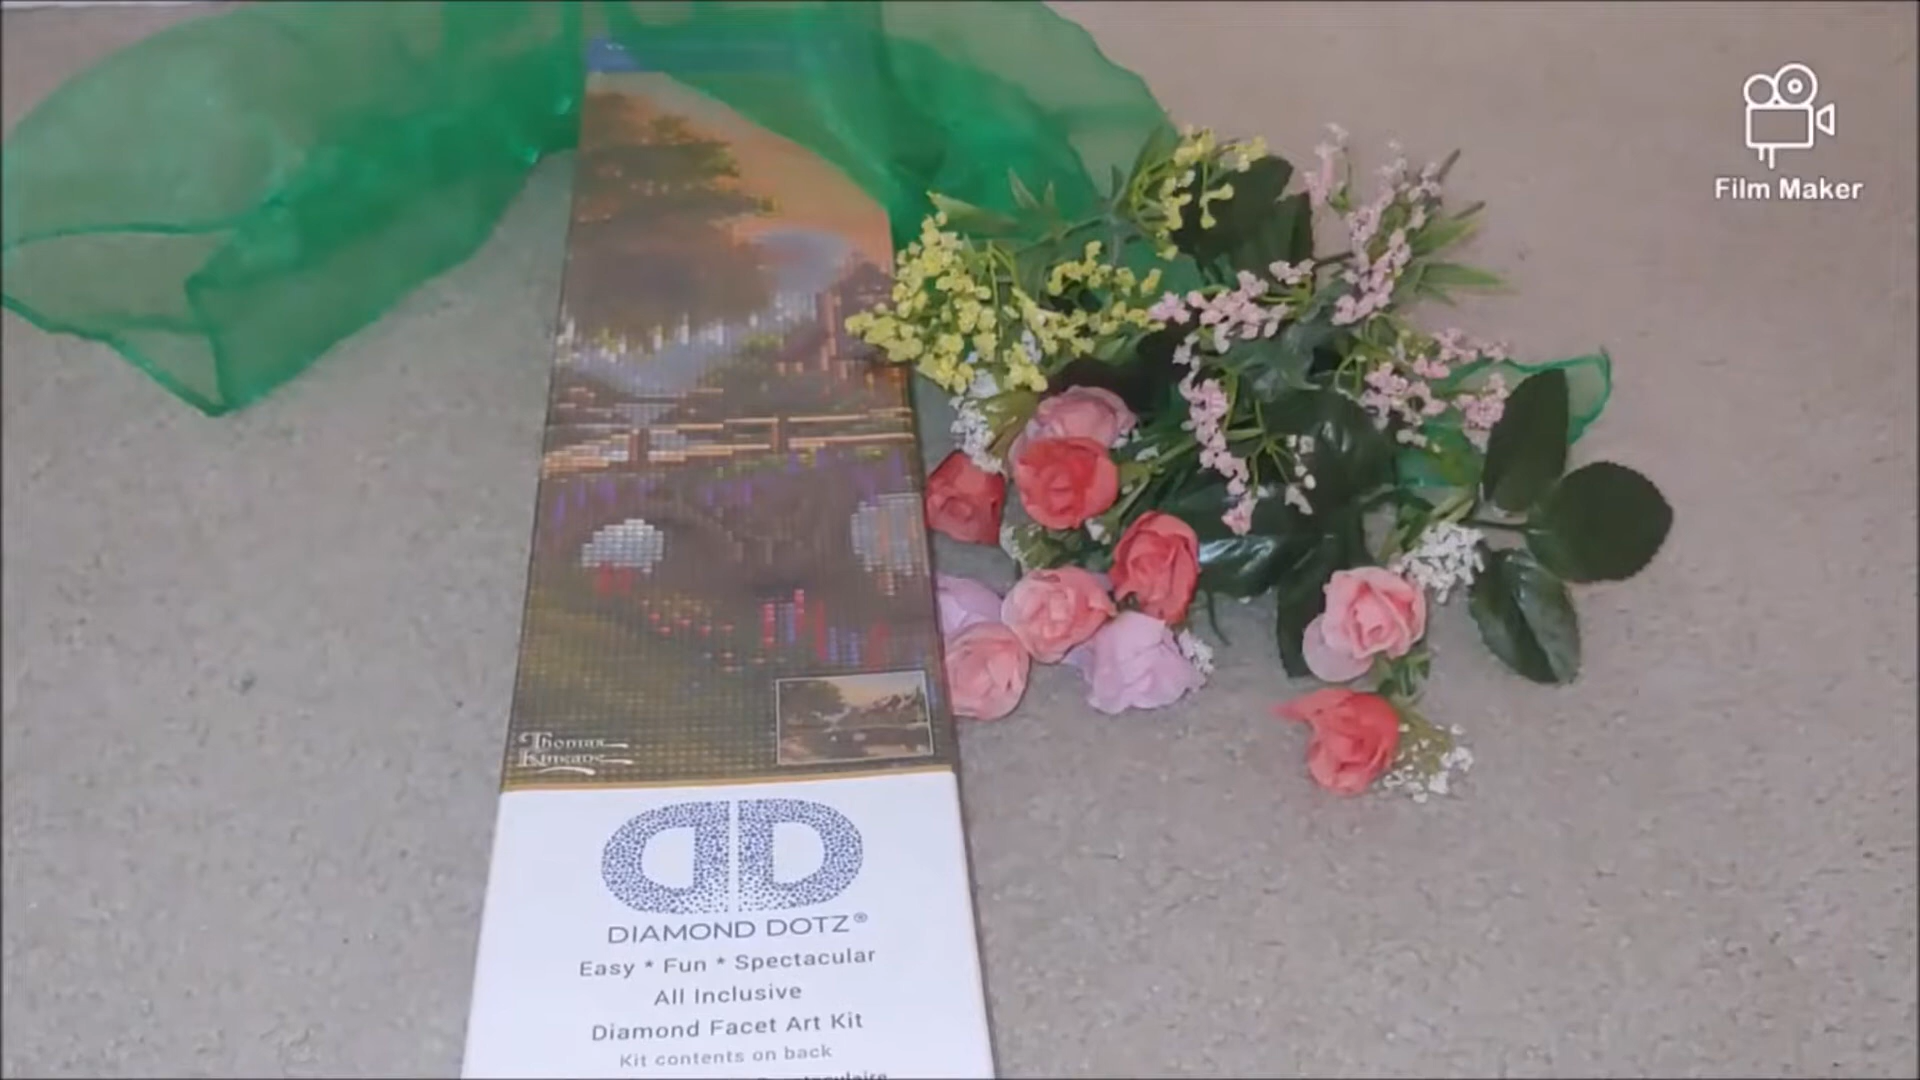 Film Maker
Thomas
Kinkade
DIAMOND DOTZ®
Easy * Fun * Spectacular
All Inclusive
Diamond Facet Art Kit
Kit contents on back